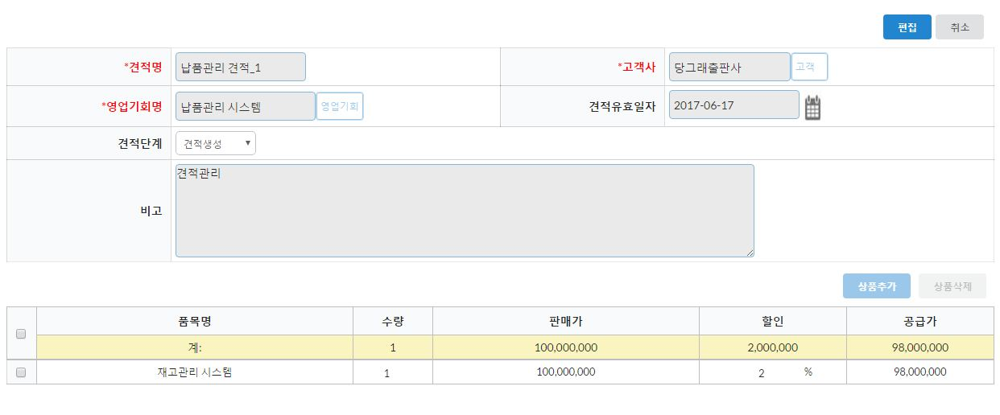 편집 취소
*견적명 납품관리 견적_1 *고객사 당그래출판사 고객
*영업기회명 납품관리 시스템 영업기회 견적유효일자 2017-06-17
견적단계 견적생성
비고 견적관리
상품추가 상품삭제
품목명 수량 판매가 할인 공급가
계: 1 100,000,000 2,000,000 98,000,000
재고관리 시스템 1 100,000,000 2 % 98,000,000